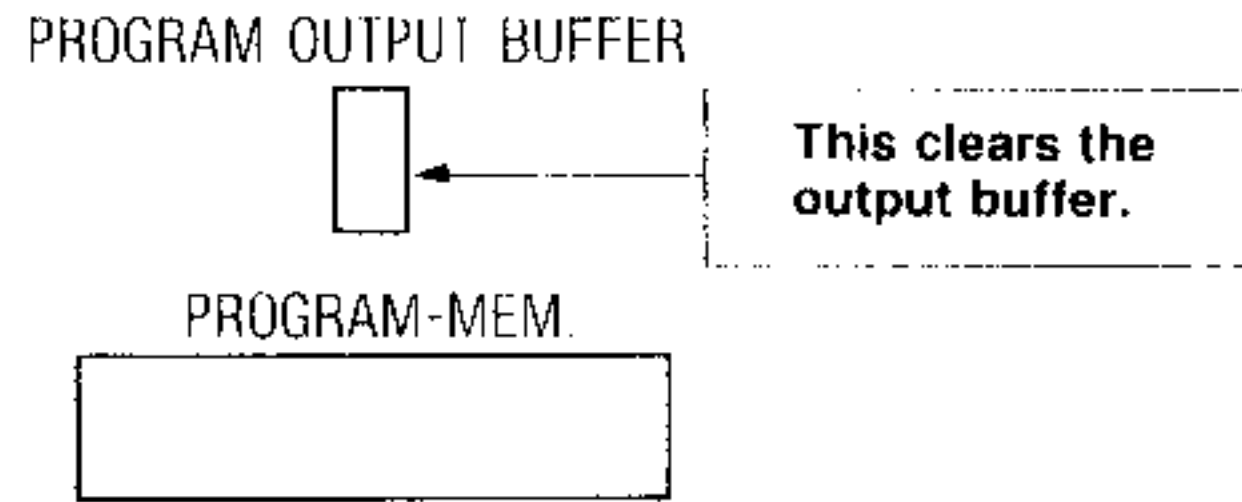 PROGRAM OUTPUT BUFFER
This clears the
output buffer.
PROGRAM-MEM.